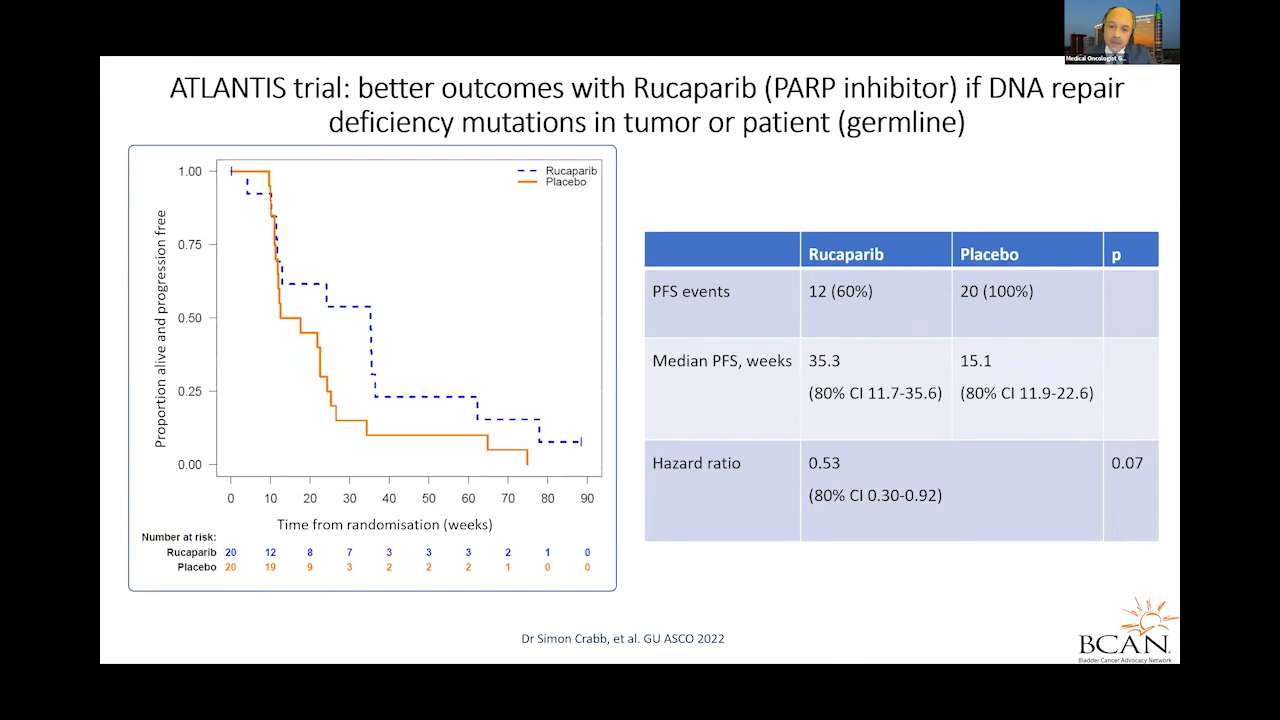 Medical Oncologist G...
ATLANTIS trial: better outcomes with Rucaparib (PARP inhibitor) if DNA repair
deficiency mutations in tumor or patient (germline)
Rucaparib
Placebo
Proportion alive and progression free
1.00
0.75
0.50
0.25
0.00
0 10 20 30 40 50 60 70 80 90
Time from randomisation (weeks)
Number at risk:
Rucaparib 20 12 8 7 3 3 3 2 1 0
Placebo 20 19 9 3 2 2 2 1 0 0
Rucaparib Placebo p
PFS events 12 (60%) 20 (100%)
Median PFS, weeks 35.3 15.1
(80% CI 11.7-35.6) (80% CI 11.9-22.6)
Hazard ratio 0.53 0.07
(80% CI 0.30-0.92)
Dr Simon Crabb, et al. GU ASCO 2022
BCAN
Bladder Cancer Advocacy Network